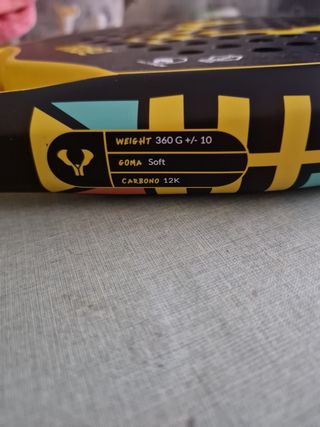 WEIGHT 360 G +/- 10
GOMA Soft
CARBONO 12K